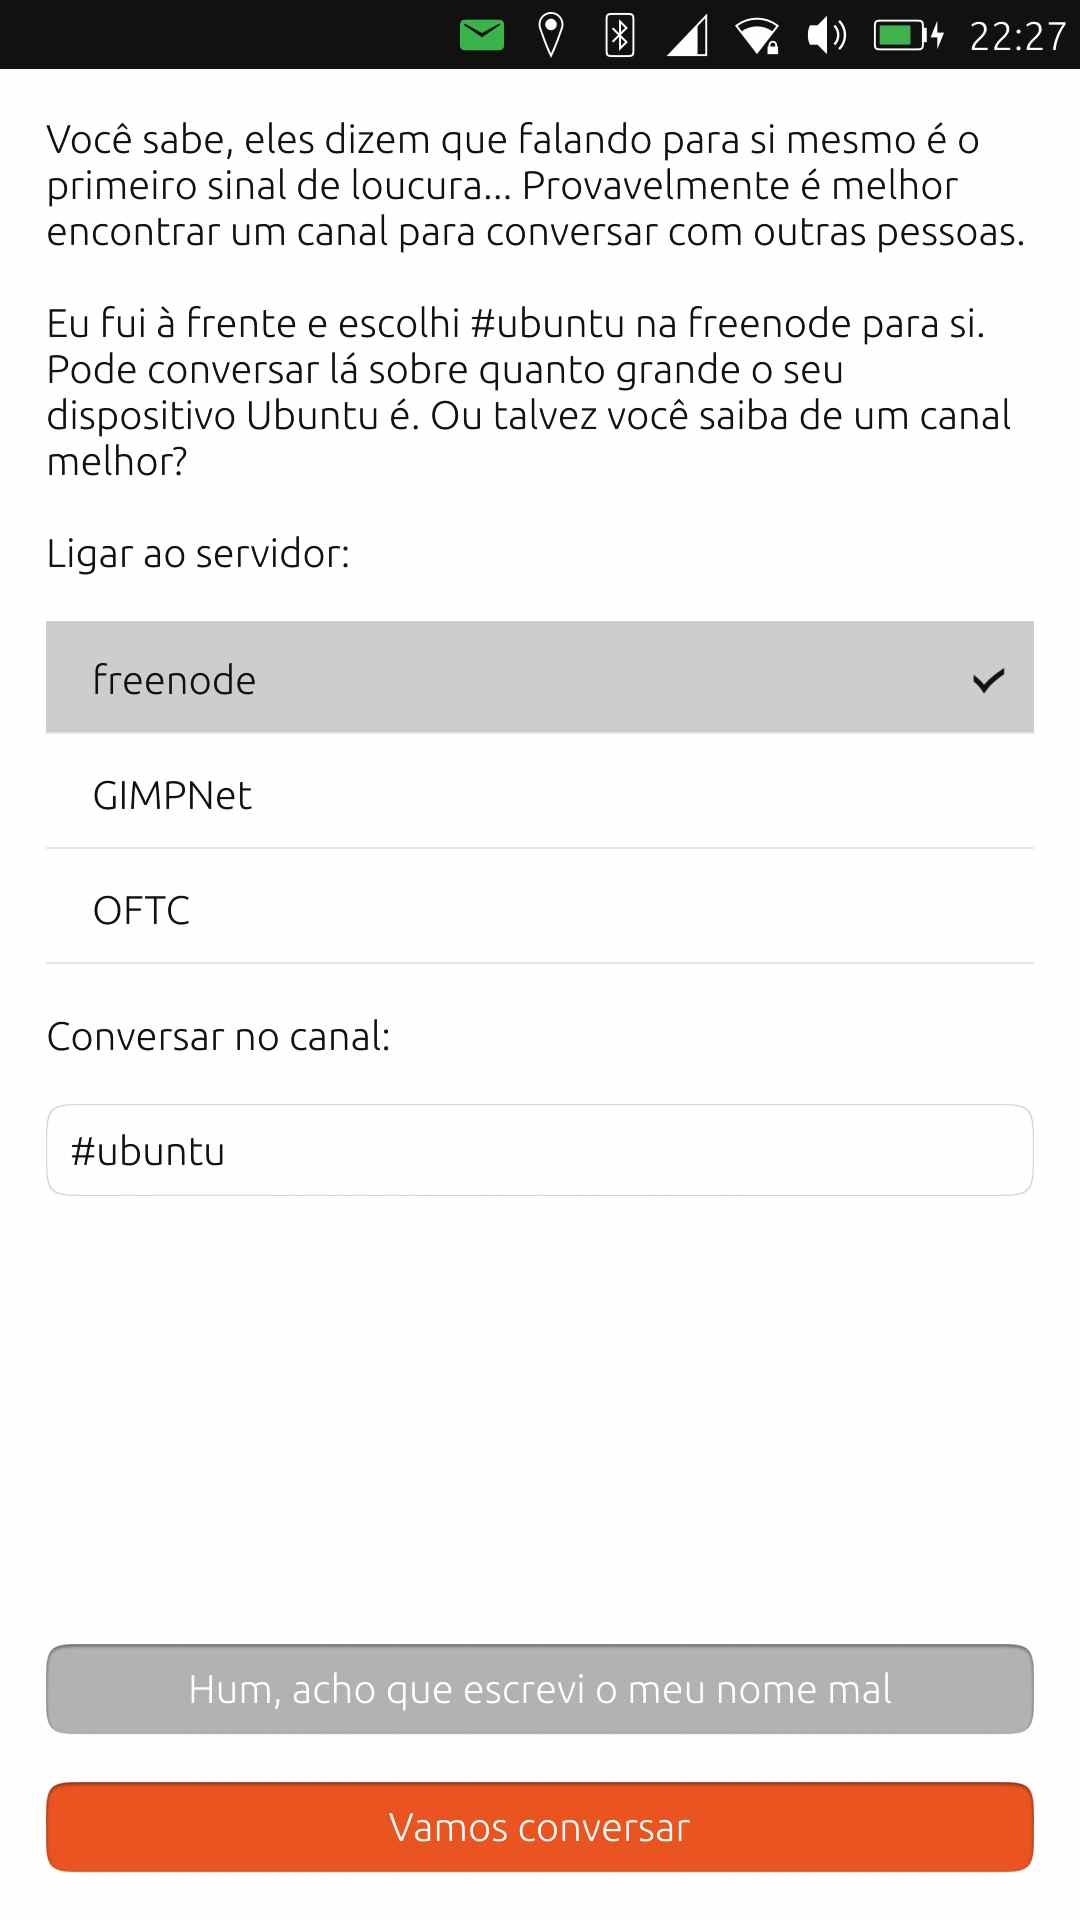 22:27
Você sabe, eles dizem que falando para si mesmo é o
primeiro sinal de loucura... Provavelmente é melhor
encontrar um canal para conversar com outras pessoas.
Eu fui à frente e escolhi #ubuntu na freenode para si.
Pode conversar lá sobre quanto grande o seu
dispositivo Ubuntu é. Ou talvez você saiba de um canal
melhor?
Ligar ao servidor:
freenode
GIMPNet
OFTC
Conversar no canal:
#ubuntu
Hum, acho que escrevi o meu nome mal
Vamos conversar